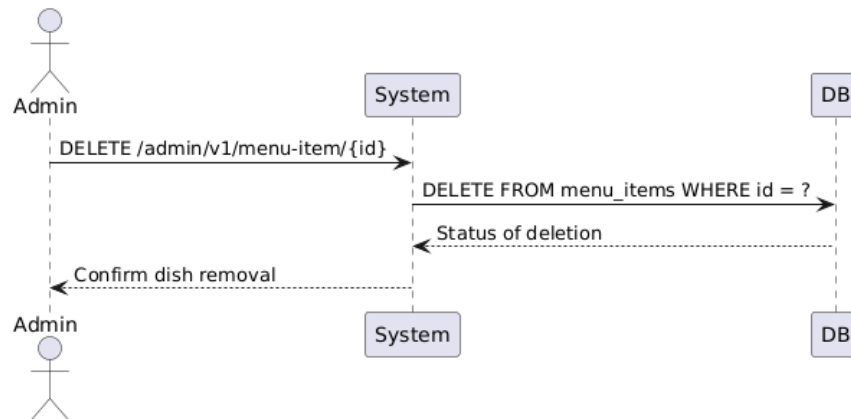 Admin
System
DB
DELETE /admin/v1/menu-item/{id}
DELETE FROM menu_items WHERE id = ?
Status of deletion
Confirm dish removal
Admin
System
DB